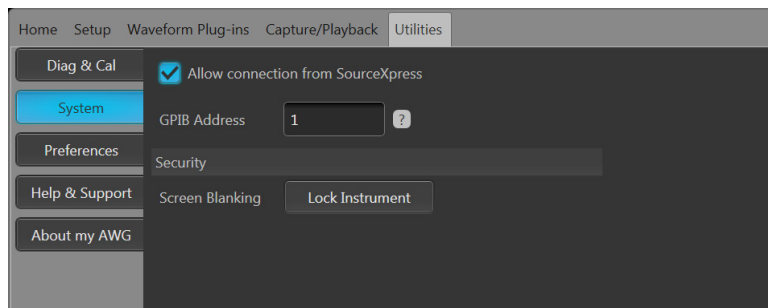 Home Setup Waveform Plug-ins Capture/Playback Utilities
Diag & Cal
Allow connection from SourceXpress
System
GPIB Address 1 ?
Preferences
Security
Help & Support
Screen Blanking Lock Instrument
About my AWG